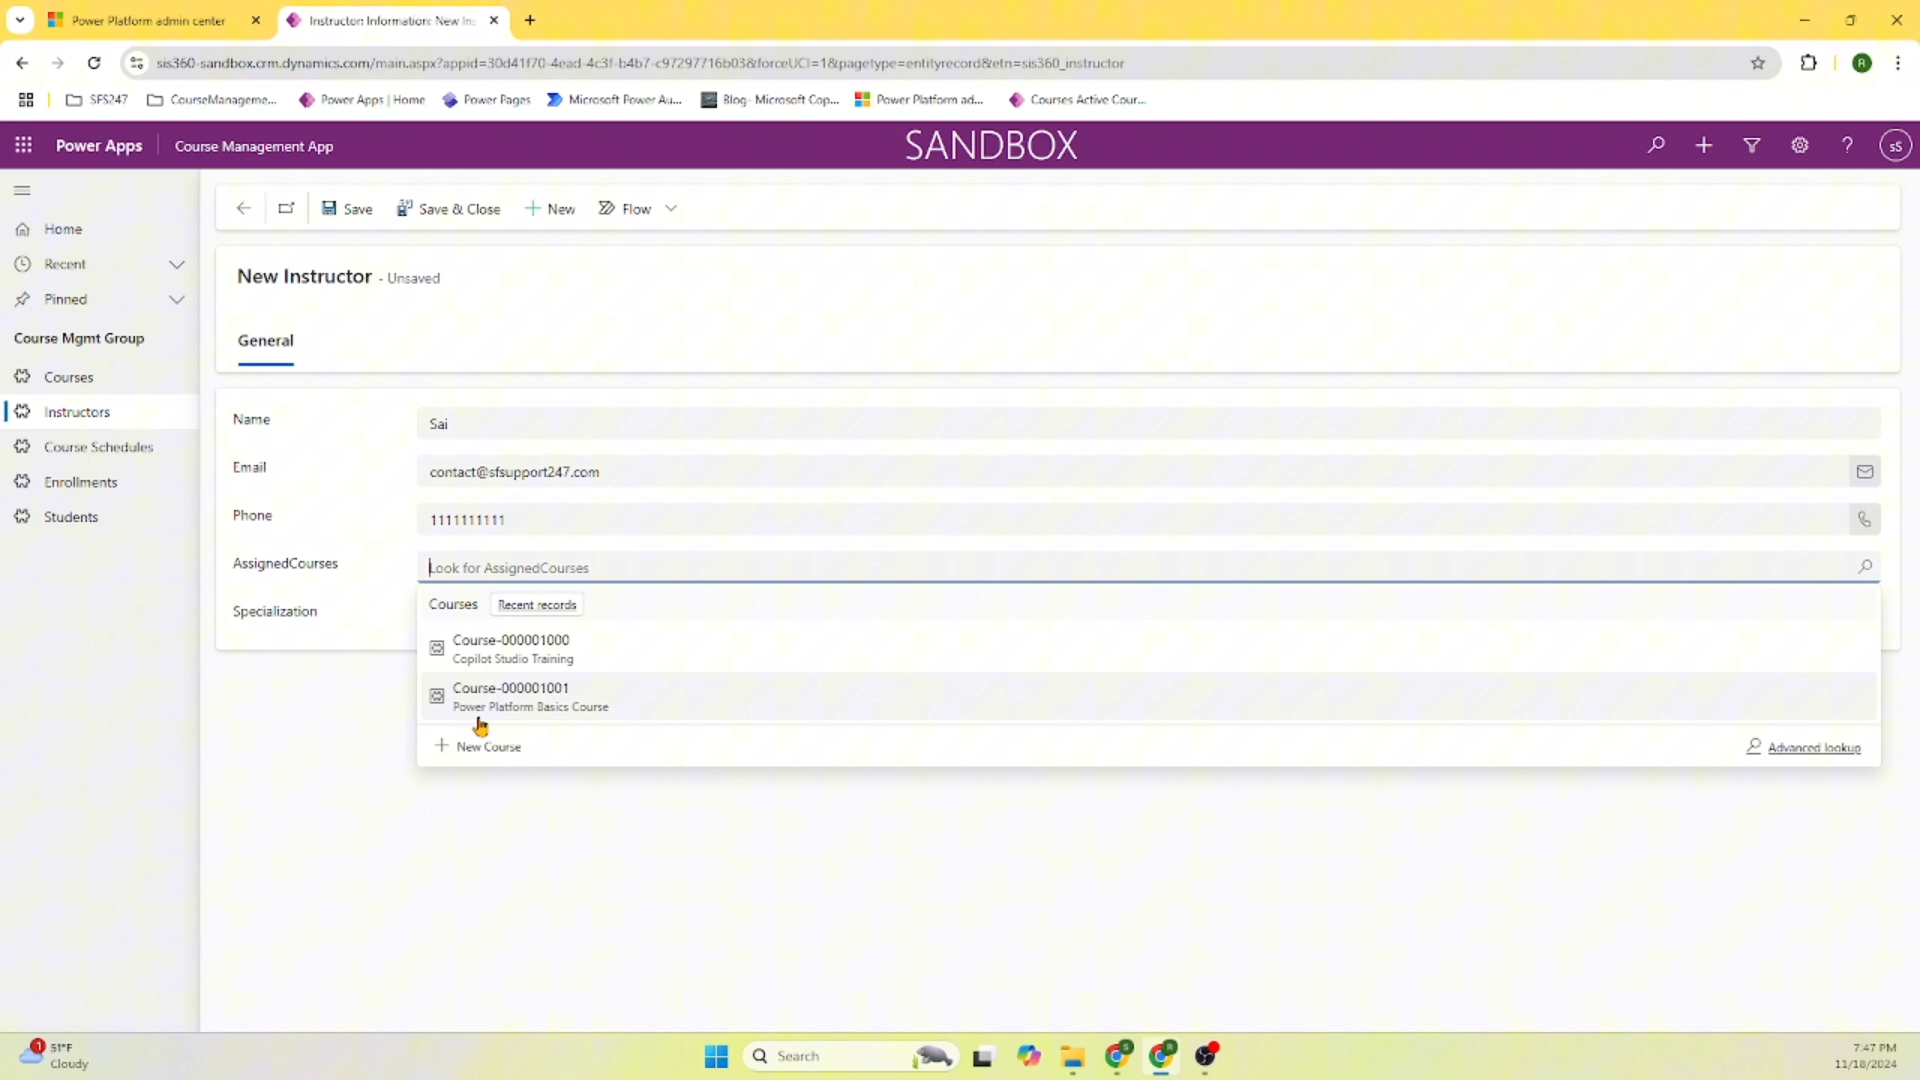 Power Platform admin center
Instructor: Information: New Ins
sis360-sandbox.crm.dynamics.com/main.aspx?appid=30d41f70-4ead-4c3f-b4b7-c97297716b03&forceUCI=1&pagetype=entityrecord&etn=sis360_instructor
R
SFS247
CourseManageme...
Power Apps | Home
Power Pages
Microsoft Power Au...
Blog- Microsoft Cop...
Power Platform ad...
Courses Active Cour...
Power Apps
Course Management App
SANDBOX
sS
Save
Save & Close
New
Flow
Home
Recent
Pinned
Course Mgmt Group
Courses
Instructors
Course Schedules
Enrollments
Students
New Instructor - Unsaved
General
Name
Sai
Email
contact@sfsupport247.com
Phone
1111111111
AssignedCourses
Look for AssignedCourses
Specialization
Courses
Recent records
Course-000001000
Copilot Studio Training
Course-000001001
Power Platform Basics Course
New Course
Advanced lookup
1
51°F
Cloudy
Search
S
R
7:47 PM
11/18/2024